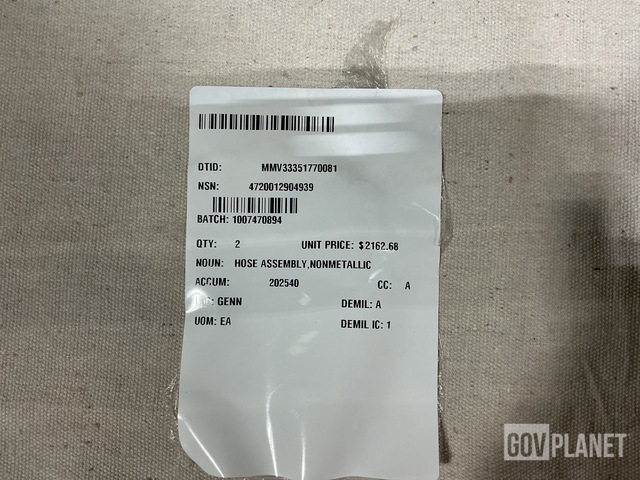 DTID: MMV33351770081
NSN: 4720012904939
BATCH: 1007470894
QTY: 2 UNIT PRICE: $2162.68
NOUN: HOSE ASSEMBLY,NONMETALLIC
ACCUM: 202540 CC: A
: GENN DEMIL: A
UOM: EA DEMIL IC: 1
GOVPLANET